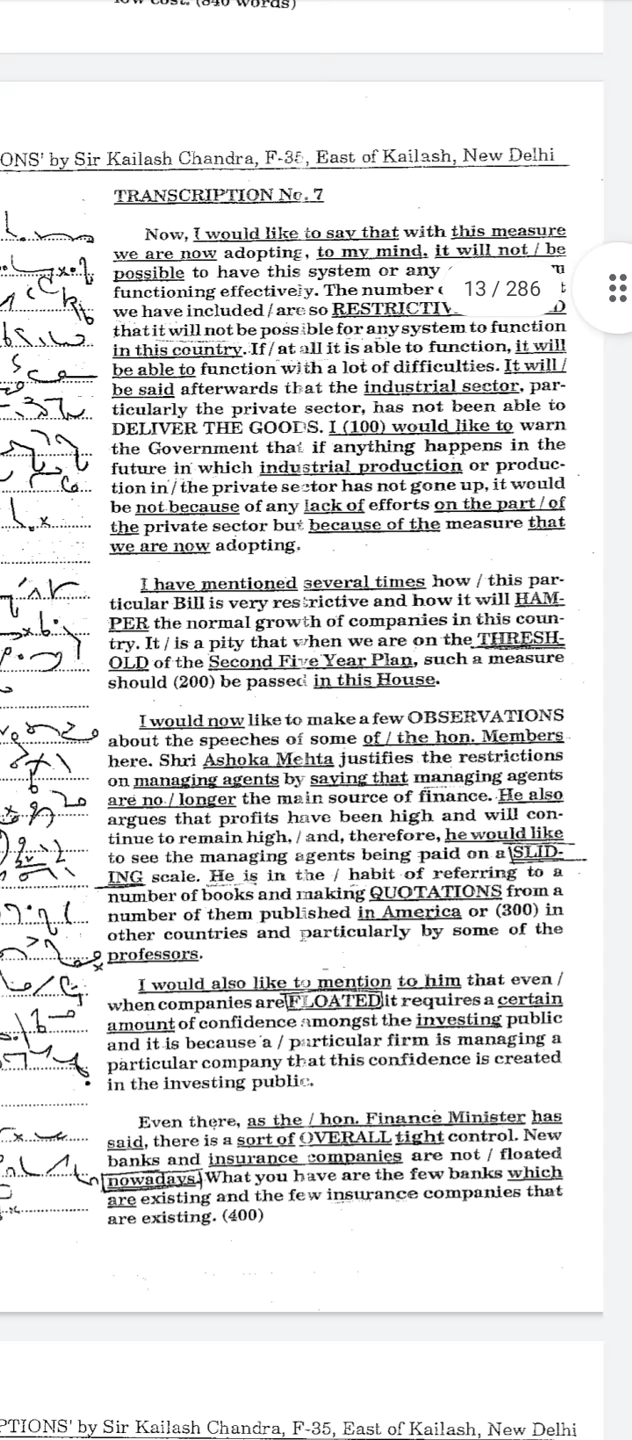 low cost. (840 words)
ONS' by Sir Kailash Chandra, F-35, East of Kailash, New Delhi
TRANSCRIPTION No. 7
Now, I would like to say that with this measure
we are now adopting, to my mind, it will not / be
possible to have this system or any
functioning effectively. The number
we have included / are so RESTRICTIV
that it will not be possible for any system to function
in this country. If / at all it is able to function, it will
be able to function with a lot of difficulties. It will /
be said afterwards that the industrial sector, par-
ticularly the private sector, has not been able to
DELIVER THE GOODS. I (100) would like to warn
the Government that if anything happens in the
future in which industrial production or produc-
tion in / the private sector has not gone up, it would
be not because of any lack of efforts on the part / of
the private sector but because of the measure that
we are now adopting.
I have mentioned several times how / this par-
ticular Bill is very restrictive and how it will HAM-
PER the normal growth of companies in this coun-
try. It / is a pity that when we are on the THRESH-
OLD of the Second Five Year Plan, such a measure
should (200) be passed in this House.
I would now like to make a few OBSERVATIONS
about the speeches of some of / the hon. Members
here. Shri Ashoka Mehta justifies the restrictions
on managing agents by saying that managing agents
are no / longer the main source of finance. He also
argues that profits have been high and will con-
tinue to remain high, / and, therefore, he would like
to see the managing agents being paid on a SLID-
ING scale. He is in the / habit of referring to a
number of books and making QUOTATIONS from a
number of them published in America or (300) in
other countries and particularly by some of the
professors.
I would also like to mention to him that even /
when companies are FLOATED it requires a certain
amount of confidence amongst the investing public
and it is because a / particular firm is managing a
particular company that this confidence is created
in the investing public.
Even there, as the / hon. Finance Minister has
said, there is a sort of OVERALL tight control. New
banks and insurance companies are not / floated
nowadays. What you have are the few banks which
are existing and the few insurance companies that
are existing. (400)
13 / 286
PTIONS' by Sir Kailash Chandra, F-35, East of Kailash, New Delhi